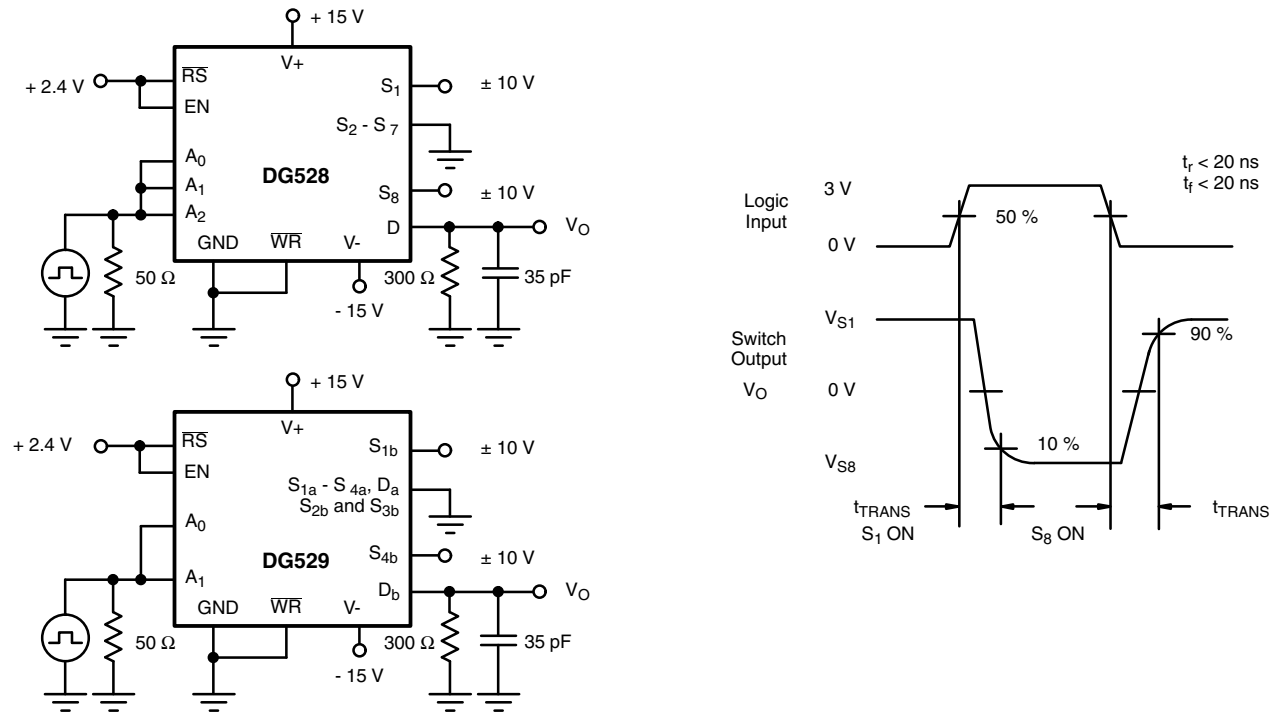 + 15 V
V+
+ 2.4 V
RS
EN
A0
A1
A2
DG528
S1
± 10 V
S2 - S 7
S8
± 10 V
D
VO
GND
WR
V-
50 Ω
- 15 V
300 Ω
35 pF
+ 15 V
V+
+ 2.4 V
RS
EN
A0
A1
DG529
S1b
± 10 V
S1a - S 4a, Da
S2b and S3b
S4b
± 10 V
Db
VO
GND
WR
V-
50 Ω
- 15 V
300 Ω
35 pF
tr < 20 ns
tf < 20 ns
Logic
Input
3 V
50 %
0 V
VS1
Switch
Output
90 %
VO
0 V
10 %
VS8
tTRANS
S1 ON
S8 ON
tTRANS